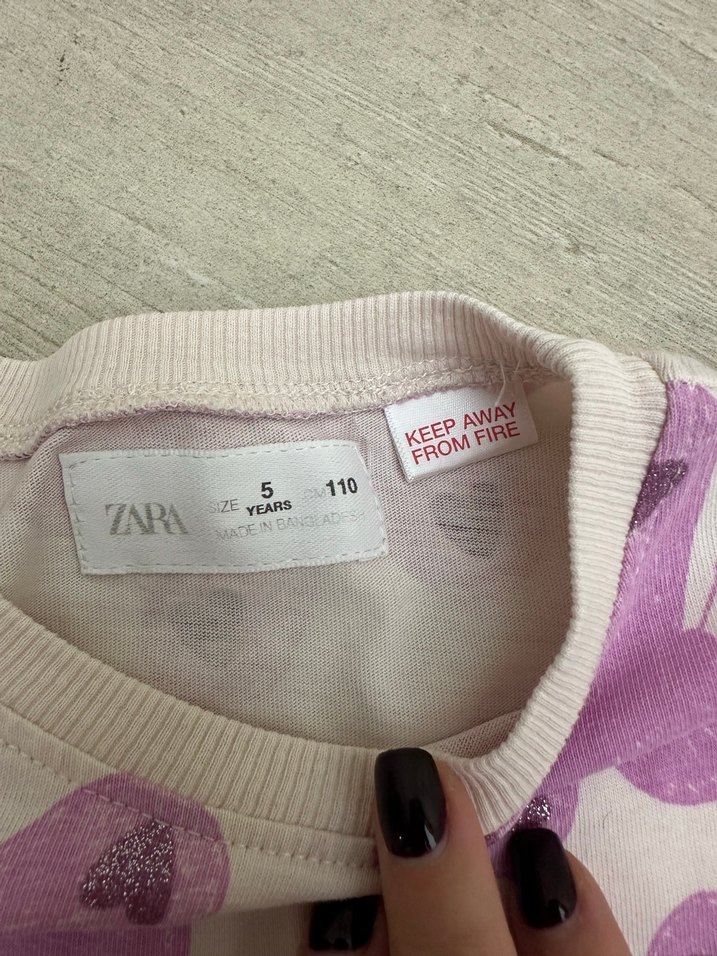 ZARA SIZE 5 YEARS CM 110
MADE IN BANGLADESH
KEEP AWAY
FROM FIRE